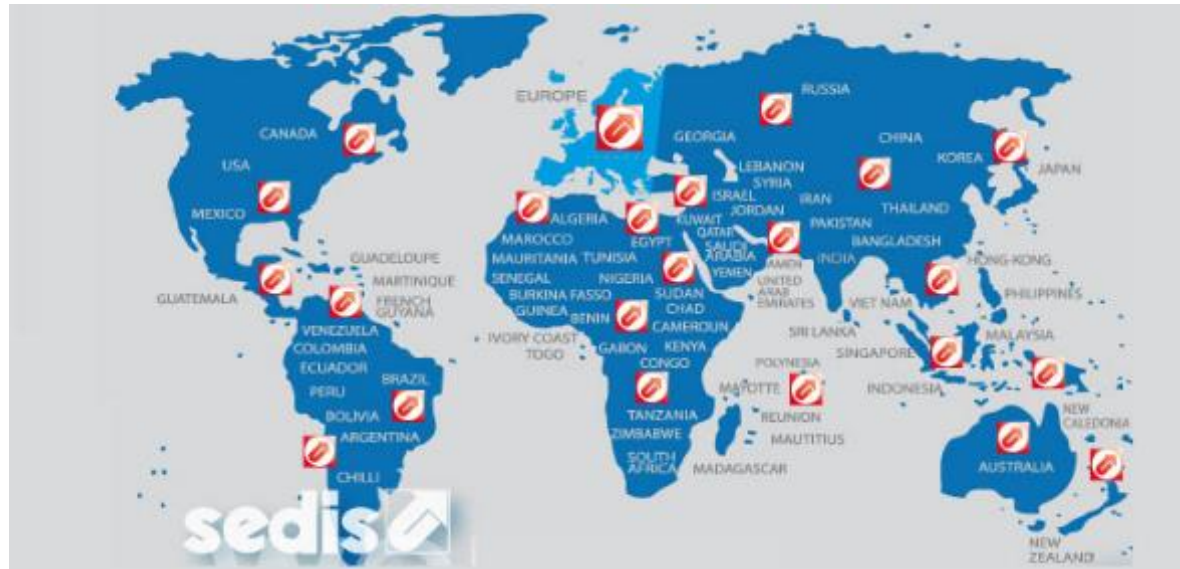 EUROPE
RUSSIA
CANADA
GEORGIA
CHINA
USA
LEBANON
KOREA
JAPAN
SYRIA
MEXICO
ISRAEL
IRAN
THAILAND
ALGERIA
KUWAIT
JORDAN
PAKISTAN
MAROCCO
EGYPT
QATAR
BANGLADESH
GUADELOUPE
MAURITANIA
TUNISIA
SAUDI
ARABIA
AMEN
INDIA
HONG-KONG
MARTINIQUE
SENEGAL
NIGERIA
YEMEN
UNITED
ARAB
EMIRATES
GUATEMALA
FRENCH
GUYANA
BURKINA FASSO
SUDAN
VIET NAM
PHILIPPINES
GUINEA
BENIN
CHAD
VENEZUELA
IVORY COAST
CAMEROUN
SRI LANKA
MALAYSIA
COLOMBIA
TOGO
GABON
KENYA
SINGAPORE
ECUADOR
CONGO
POLYNESIA
BRAZIL
PERU
MAYOTTE
INDONESIA
BOLIVIA
TANZANIA
REUNION
NEW
CALEDONIA
ARGENTINA
ZIMBABWE
MAUTITIUS
CHILLI
SOUTH
AFRICA
MADAGASCAR
AUSTRALIA
sedis
NEW
ZEALAND!